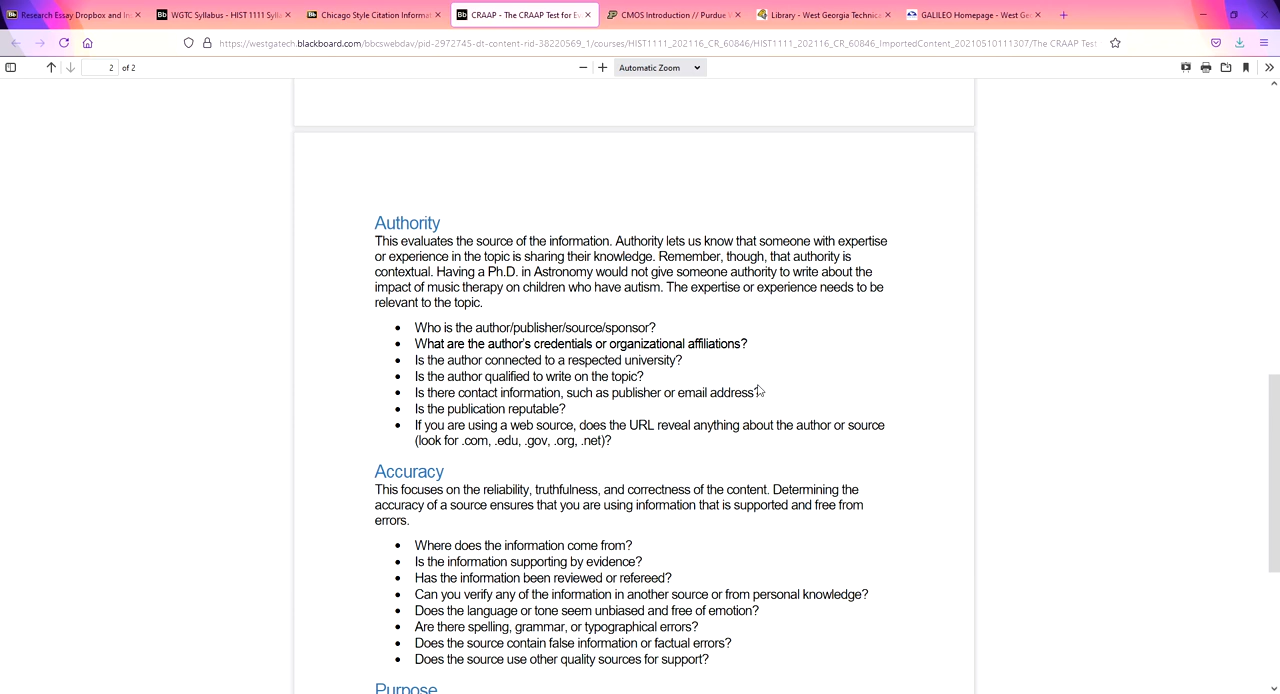 Research Essay Dropbox and In
WGTC Syllabus - HIST 1111 Syll
Chicago Style Citation Informat
CRAAP - The CRAAP Test for Ev
CMOS Introduction // Purdue W
Library - West Georgia Technica
GALILEO Homepage - West Geo
https://westgatech.blackboard.com/bbcswebdav/pid-2972745-dt-content-rid-38220569_1/courses/HIST1111_202116_CR_60846/HIST1111_202116_CR_60846_ImportedContent_20210510111307/The CRAAP Test
2 of 2
Automatic Zoom
Authority
This evaluates the source of the information. Authority lets us know that someone with expertise
or experience in the topic is sharing their knowledge. Remember, though, that authority is
contextual. Having a Ph.D. in Astronomy would not give someone authority to write about the
impact of music therapy on children who have autism. The expertise or experience needs to be
relevant to the topic.
• Who is the author/publisher/source/sponsor?
• What are the author's credentials or organizational affiliations?
• Is the author connected to a respected university?
• Is the author qualified to write on the topic?
• Is there contact information, such as publisher or email address?
• Is the publication reputable?
• If you are using a web source, does the URL reveal anything about the author or source
(look for .com, .edu, .gov, .org, .net)?
Accuracy
This focuses on the reliability, truthfulness, and correctness of the content. Determining the
accuracy of a source ensures that you are using information that is supported and free from
errors.
• Where does the information come from?
• Is the information supporting by evidence?
• Has the information been reviewed or refereed?
• Can you verify any of the information in another source or from personal knowledge?
• Does the language or tone seem unbiased and free of emotion?
• Are there spelling, grammar, or typographical errors?
• Does the source contain false information or factual errors?
• Does the source use other quality sources for support?
Purpose